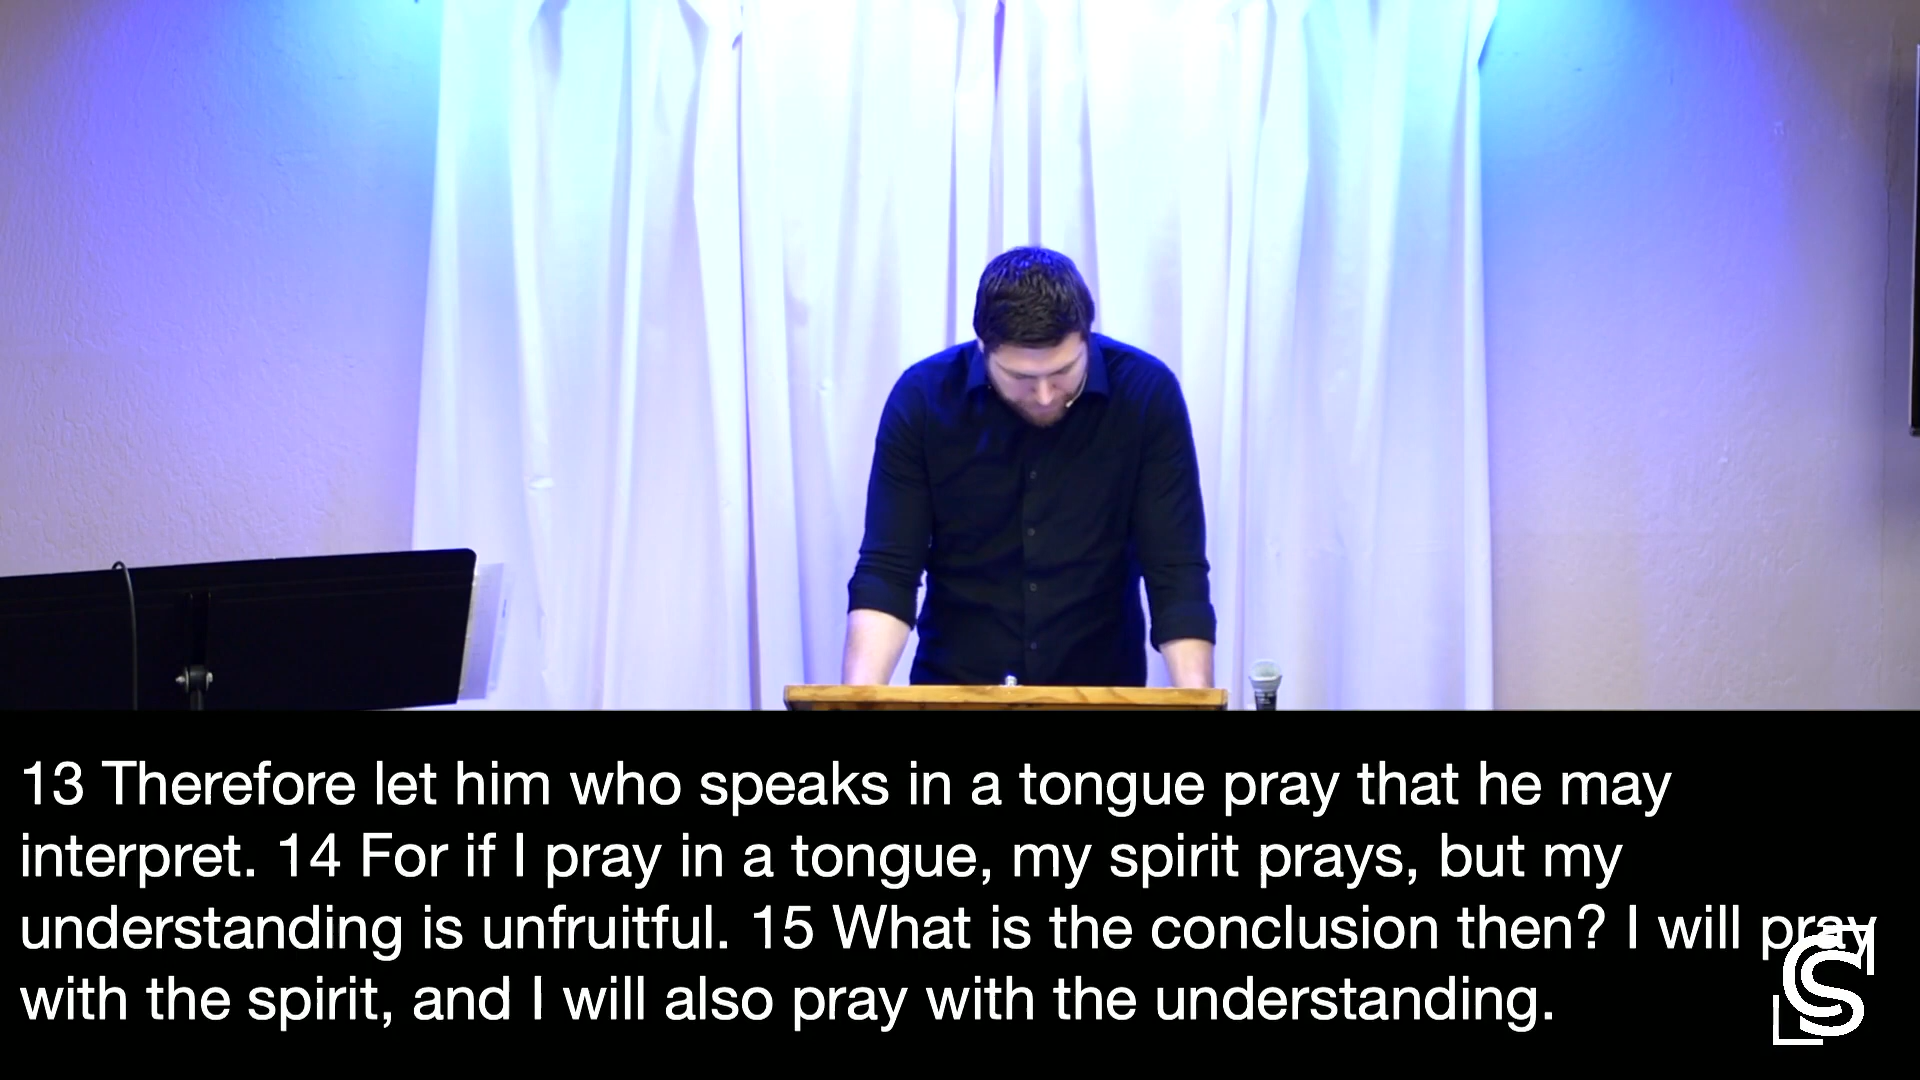 13 Therefore let him who speaks in a tongue pray that he may
interpret. 14 For if I pray in a tongue, my spirit prays, but my
understanding is unfruitful. 15 What is the conclusion then? I will pray
with the spirit, and I will also pray with the understanding.
S